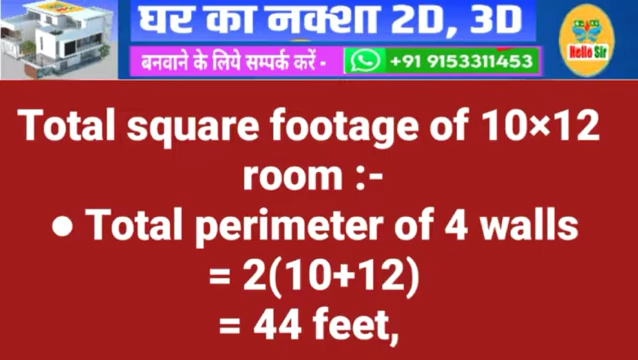 घर का नक्शा 2D, 3D
बनवाने के लिये सम्पर्क करें - +91 9153311453
Hello Sir
Total square footage of 10×12
room :-
● Total perimeter of 4 walls
= 2(10+12)
= 44 feet,